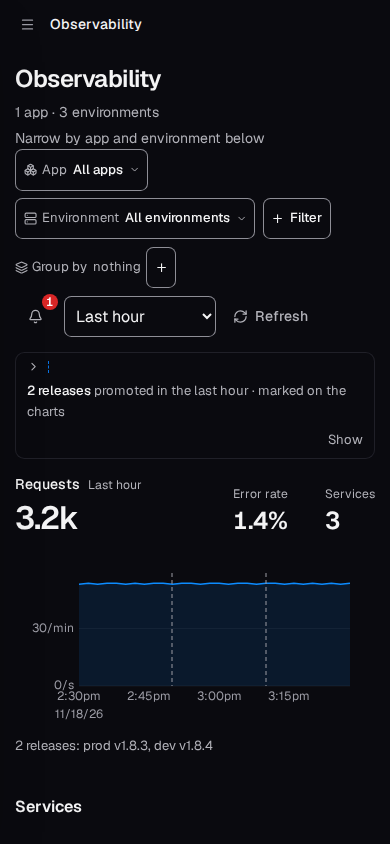 Observability
Observability
1 app · 3 environments
Narrow by app and environment below
App All apps
Environment All environments + Filter
Group by nothing +
1
Last hour Refresh
2 releases promoted in the last hour · marked on the
charts
Show
Requests Last hour Error rate Services
3.2k 1.4% 3
30/min
0/s
2:30pm 2:45pm 3:00pm 3:15pm
11/18/26
2 releases: prod v1.8.3, dev v1.8.4
Services